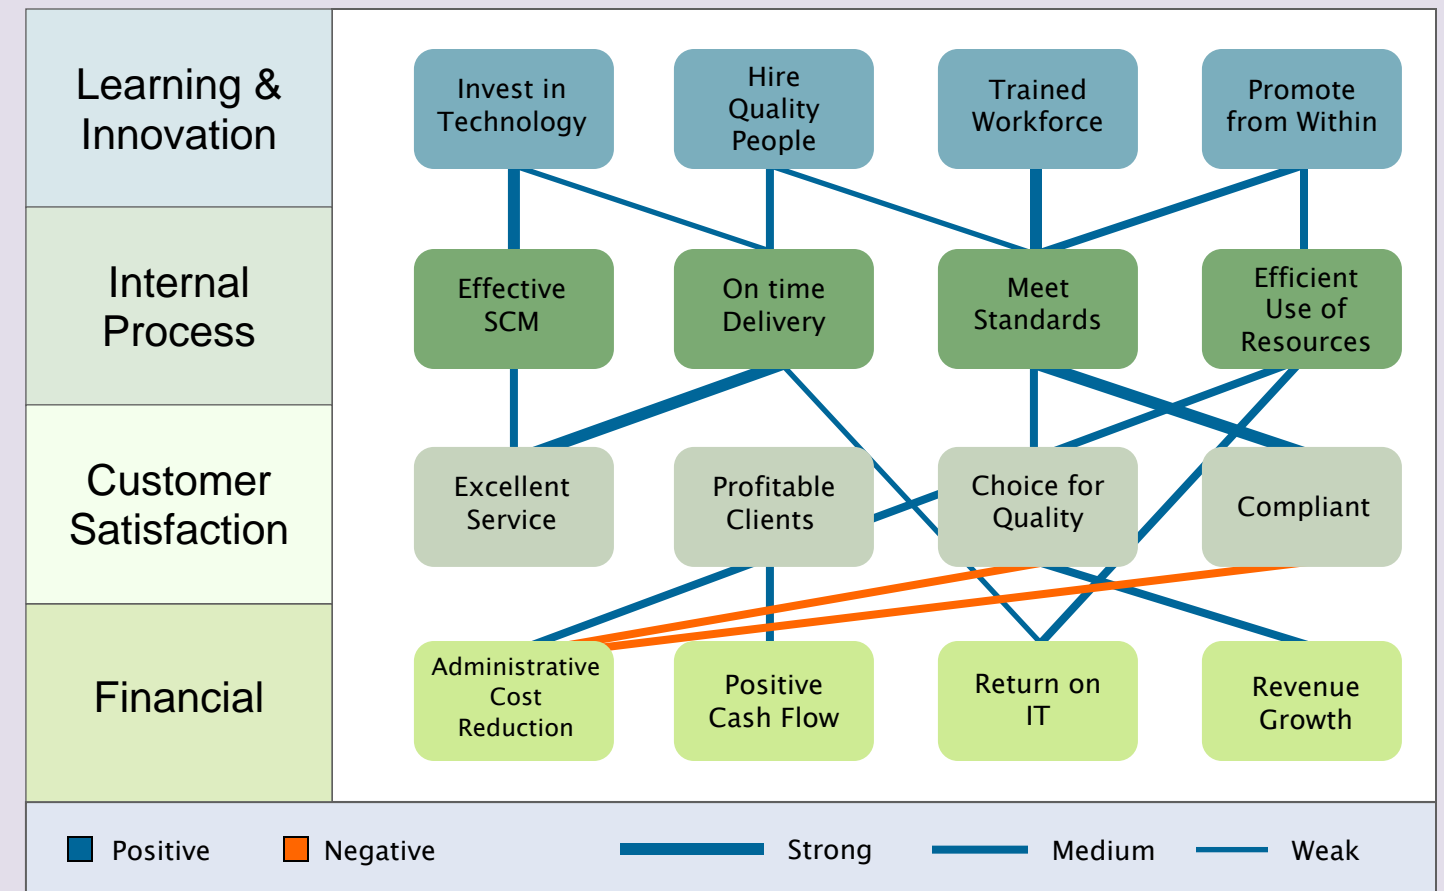 Learning &
Innovation
Invest in
Technology
Hire
Quality
People
Trained
Workforce
Promote
from Within
Internal
Process
Effective
SCM
On time
Delivery
Meet
Standards
Efficient
Use of
Resources
Customer
Satisfaction
Excellent
Service
Profitable
Clients
Choice for
Quality
Compliant
Financial
Administrative
Cost
Reduction
Positive
Cash Flow
Return on
IT
Revenue
Growth
Positive
Negative
Strong
Medium
Weak